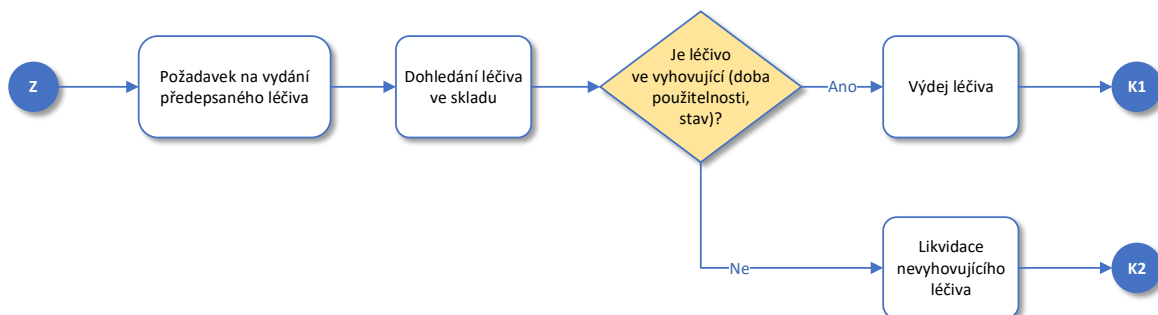 Z
Požadavek na vydání
předepsaného léčiva
Dohledání léčiva
ve skladu
Je léčivo
ve vyhovující (doba
použitelnosti,
stav)?
Ano
Výdej léčiva
K1
Ne
Likvidace
nevyhovujícího
léčiva
K2